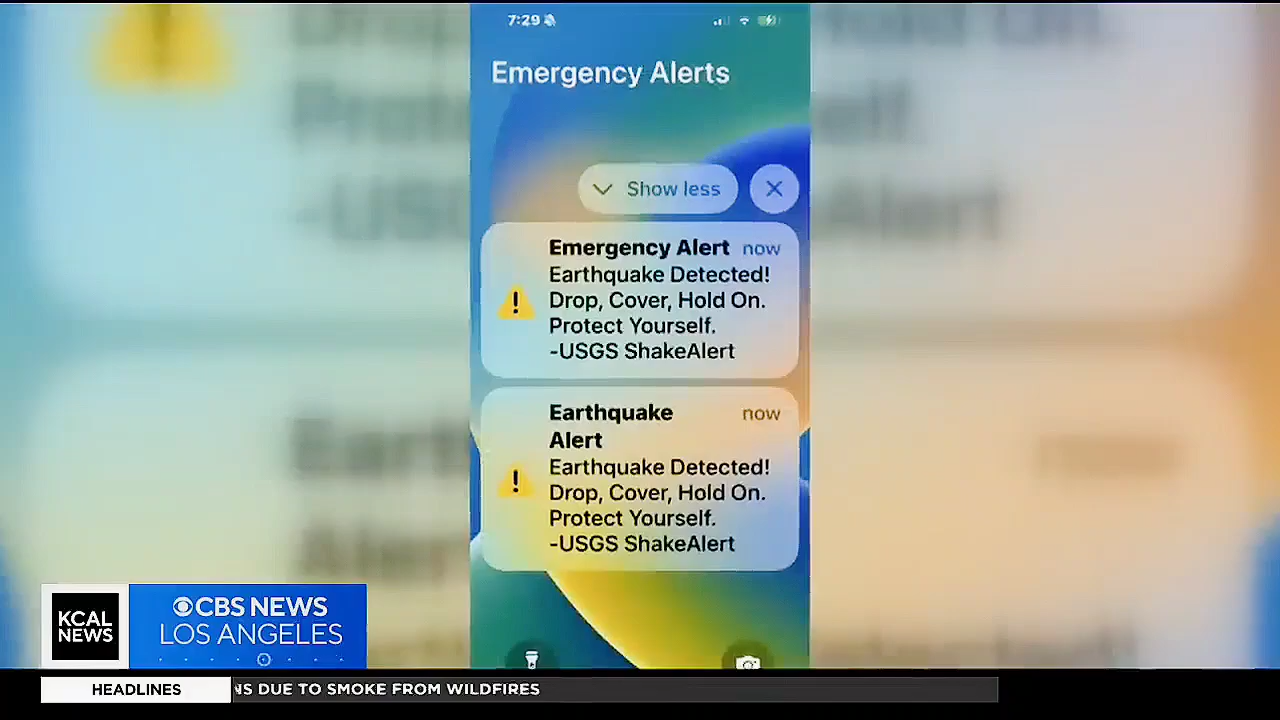 7:29
Emergency Alerts
Show less
Emergency Alert now
Earthquake Detected!
Drop, Cover, Hold On.
Protect Yourself.
-USGS ShakeAlert
Earthquake now
Alert
Earthquake Detected!
Drop, Cover, Hold On.
Protect Yourself.
-USGS ShakeAlert
KCAL
NEWS
CBS NEWS
LOS ANGELES
HEADLINES
DUE TO SMOKE FROM WILDFIRES